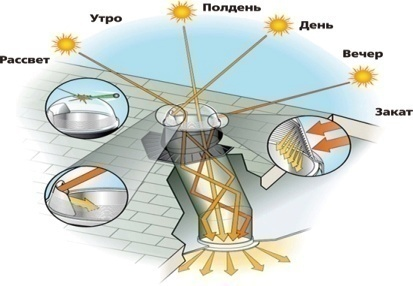 Рассвет
Утро
Полдень
День
Вечер
Закат